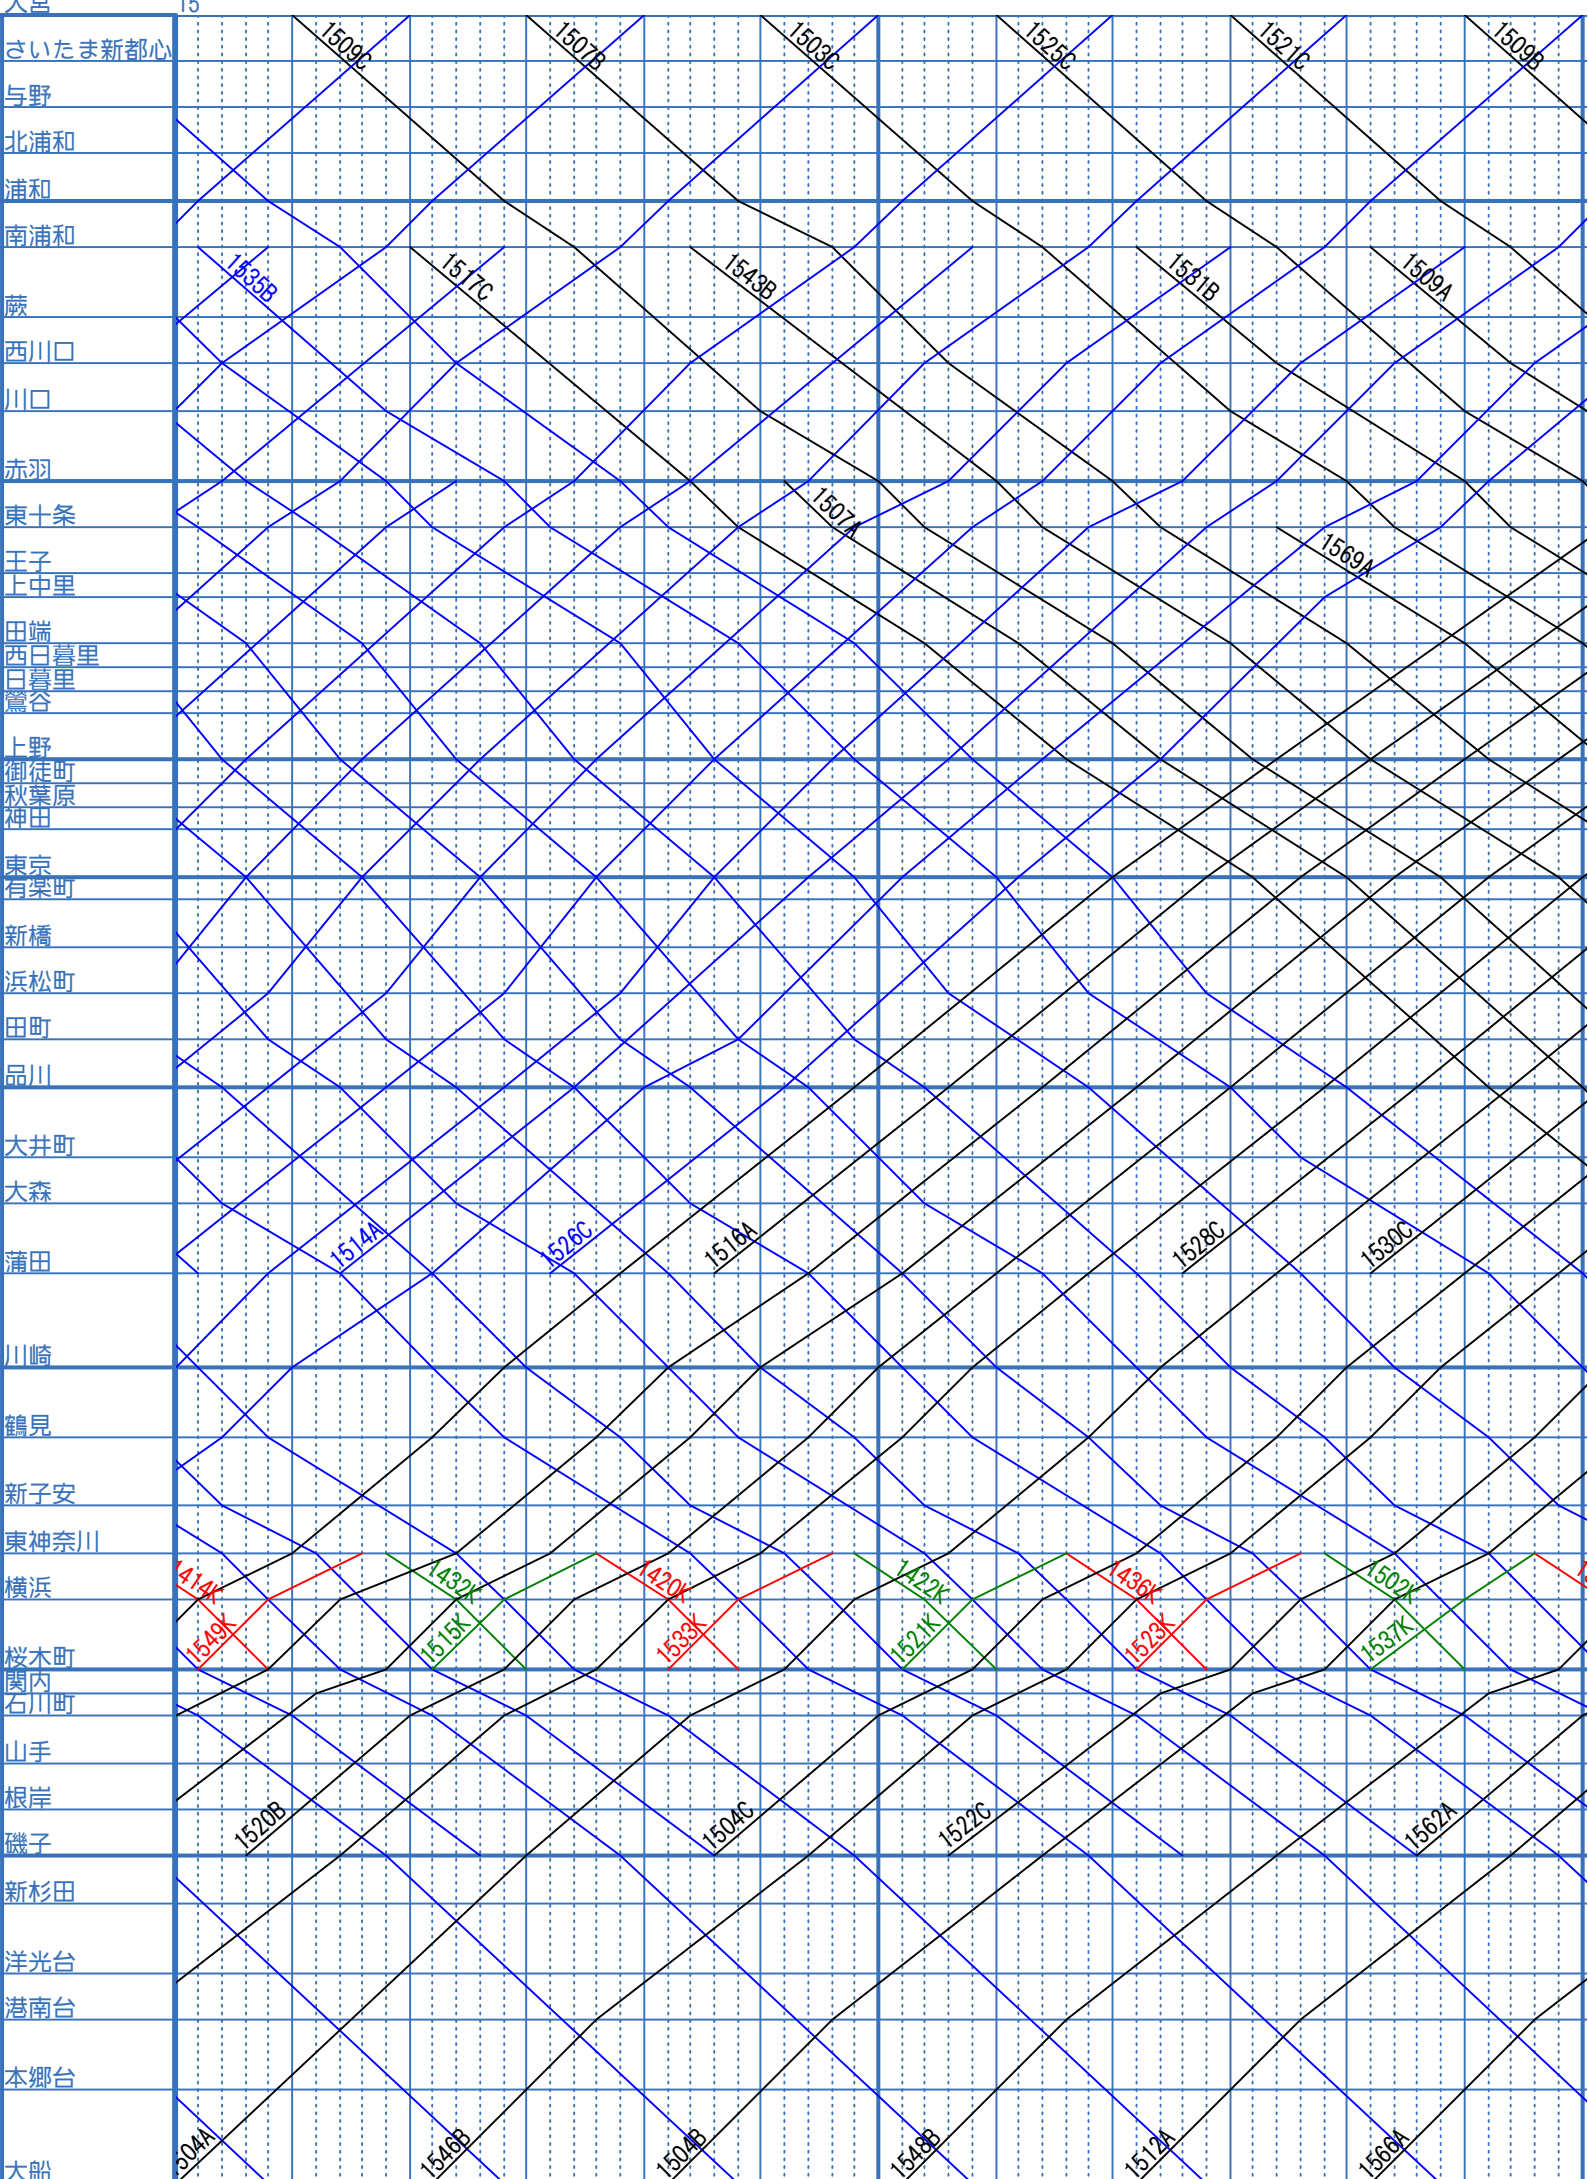 大宮
15
さいたま新都心
1509C
1507B
1503C
1525C
1521C
1509B
与野
北浦和
浦和
南浦和
1535B
1517C
1543B
1531B
1509A
蕨
西川口
川口
赤羽
1507A
東十条
1569A
王子
上中里
田端
西日暮里
日暮里
鶯谷
上野
御徒町
秋葉原
神田
東京
有楽町
新橋
浜松町
田町
品川
大井町
大森
蒲田
1514A
1526C
1516A
1528C
1530C
川崎
鶴見
新子安
東神奈川
1414K
1432K
1420K
1422K
1436K
1502K
横浜
1549K
1515K
1533K
1521K
1523K
1537K
桜木町
関内
石川町
山手
根岸
1520B
1504C
1522C
1562A
磯子
新杉田
洋光台
港南台
本郷台
1504A
1546B
1504B
1548B
1512A
1566A
大船